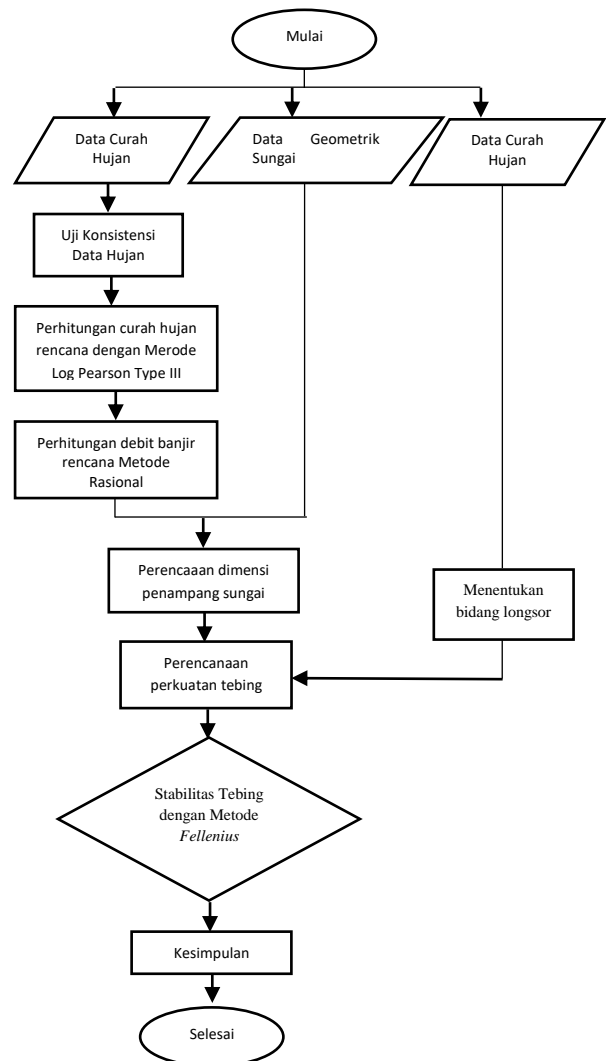 Mulai
Data Curah
Hujan
Data Geometrik
Sungai
Data Curah
Hujan
Uji Konsistensi
Data Hujan
Perhitungan curah hujan
rencana dengan Merode
Log Pearson Type III
Perhitungan debit banjir
rencana Metode
Rasional
Perencaaan dimensi
penampang sungai
Menentukan
bidang longsor
Perencanaan
perkuatan tebing
Stabilitas Tebing
dengan Metode
Fellenius
Kesimpulan
Selesai